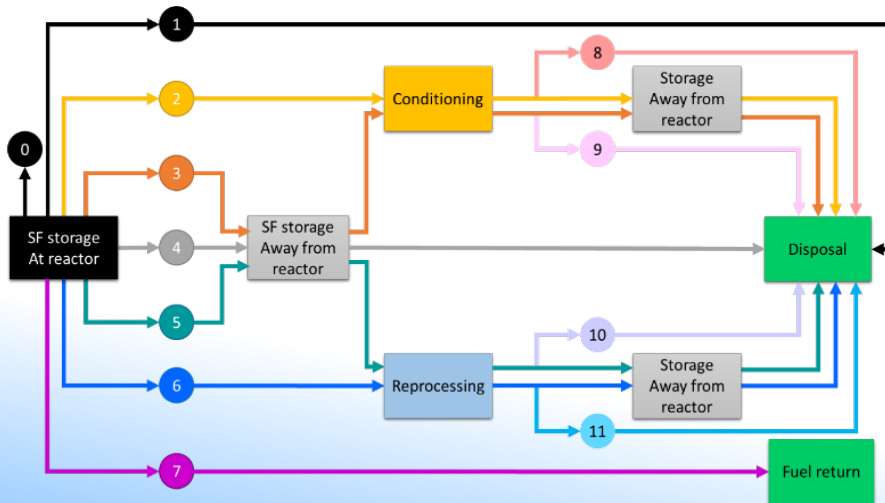 1
8
Storage
Away from
reactor
Conditioning
2
0
9
3
SF storage
At reactor
4
SF storage
Away from
reactor
Disposal
5
10
6
Reprocessing
Storage
Away from
reactor
11
7
Fuel return